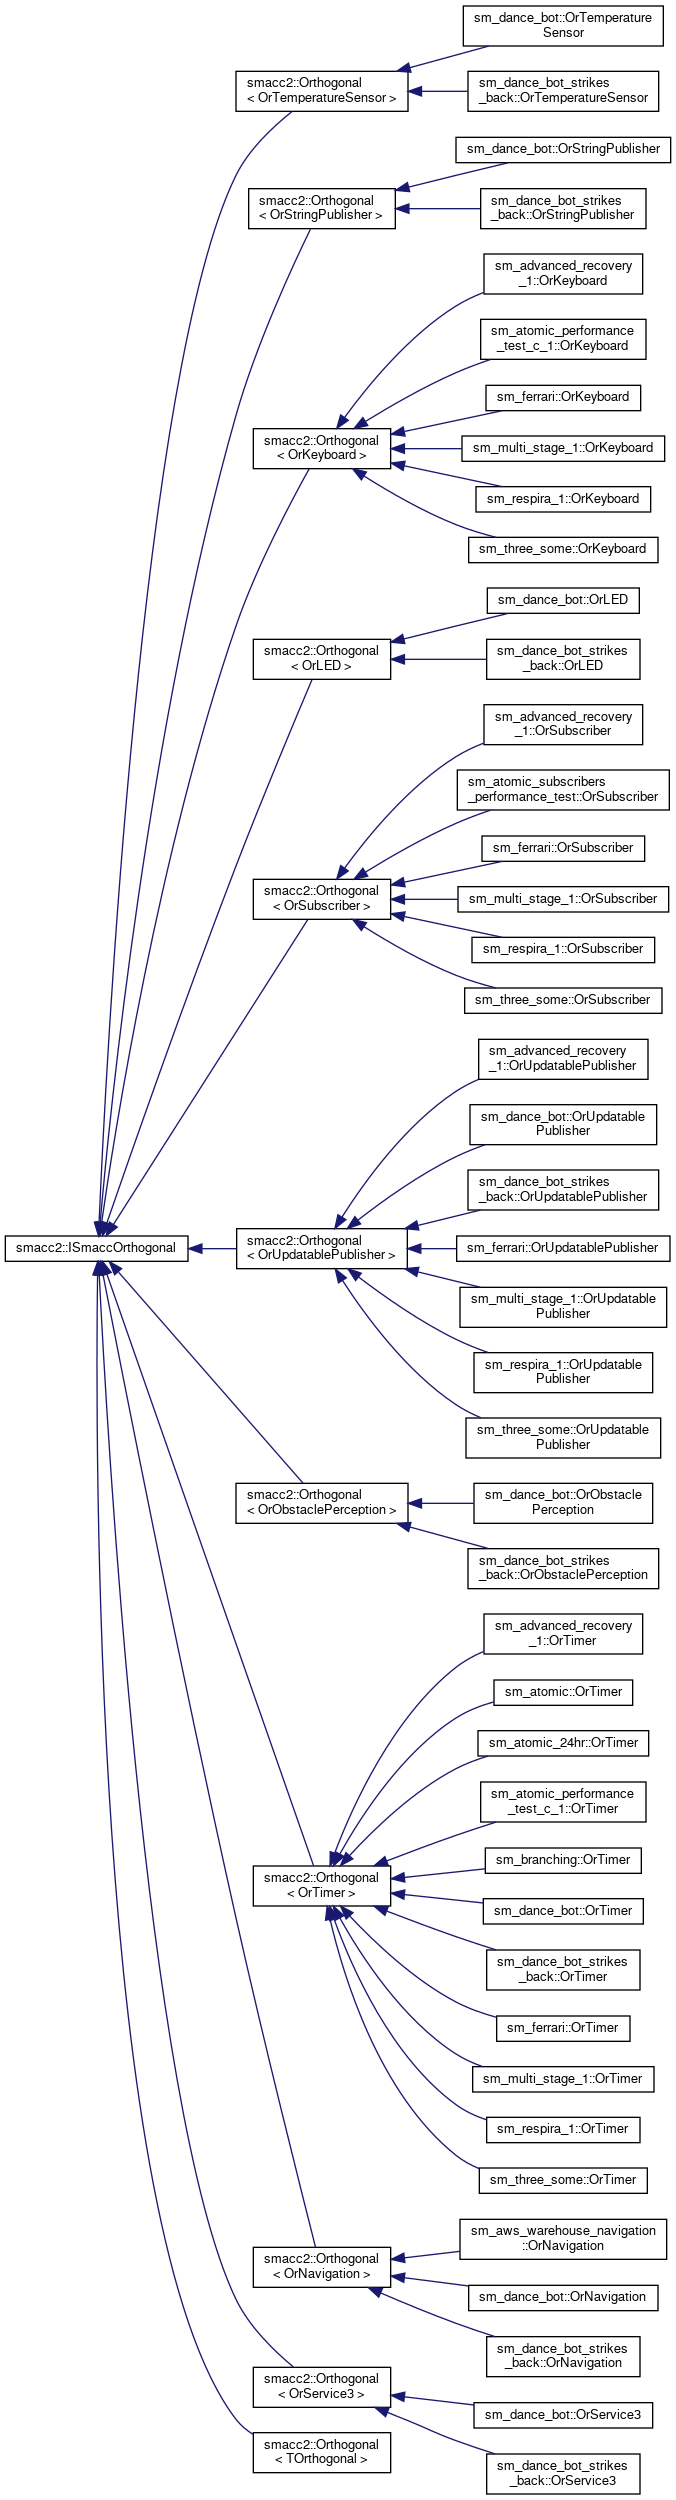 sm_dance_bot::OrTemperature
Sensor
smacc2::Orthogonal
< OrTemperatureSensor >
sm_dance_bot_strikes
_back::OrTemperatureSensor
sm_dance_bot::OrStringPublisher
smacc2::Orthogonal
< OrStringPublisher >
sm_dance_bot_strikes
_back::OrStringPublisher
sm_advanced_recovery
_1::OrKeyboard
sm_atomic_performance
_test_c_1::OrKeyboard
sm_ferrari::OrKeyboard
smacc2::Orthogonal
< OrKeyboard >
sm_multi_stage_1::OrKeyboard
sm_respira_1::OrKeyboard
sm_three_some::OrKeyboard
sm_dance_bot::OrLED
smacc2::Orthogonal
< OrLED >
sm_dance_bot_strikes
_back::OrLED
sm_advanced_recovery
_1::OrSubscriber
sm_atomic_subscribers
_performance_test::OrSubscriber
sm_ferrari::OrSubscriber
smacc2::Orthogonal
< OrSubscriber >
sm_multi_stage_1::OrSubscriber
sm_respira_1::OrSubscriber
sm_three_some::OrSubscriber
sm_advanced_recovery
_1::OrUpdatablePublisher
sm_dance_bot::OrUpdatable
Publisher
sm_dance_bot_strikes
_back::OrUpdatablePublisher
smacc2::ISmaccOrthogonal
smacc2::Orthogonal
< OrUpdatablePublisher >
sm_ferrari::OrUpdatablePublisher
sm_multi_stage_1::OrUpdatable
Publisher
sm_respira_1::OrUpdatable
Publisher
sm_three_some::OrUpdatable
Publisher
smacc2::Orthogonal
< OrObstaclePerception >
sm_dance_bot::OrObstacle
Perception
sm_dance_bot_strikes
_back::OrObstaclePerception
sm_advanced_recovery
_1::OrTimer
sm_atomic::OrTimer
sm_atomic_24hr::OrTimer
sm_atomic_performance
_test_c_1::OrTimer
sm_branching::OrTimer
smacc2::Orthogonal
< OrTimer >
sm_dance_bot::OrTimer
sm_dance_bot_strikes
_back::OrTimer
sm_ferrari::OrTimer
sm_multi_stage_1::OrTimer
sm_respira_1::OrTimer
sm_three_some::OrTimer
sm_aws_warehouse_navigation
::OrNavigation
smacc2::Orthogonal
< OrNavigation >
sm_dance_bot::OrNavigation
sm_dance_bot_strikes
_back::OrNavigation
smacc2::Orthogonal
< OrService3 >
sm_dance_bot::OrService3
smacc2::Orthogonal
< TOrthogonal >
sm_dance_bot_strikes
_back::OrService3